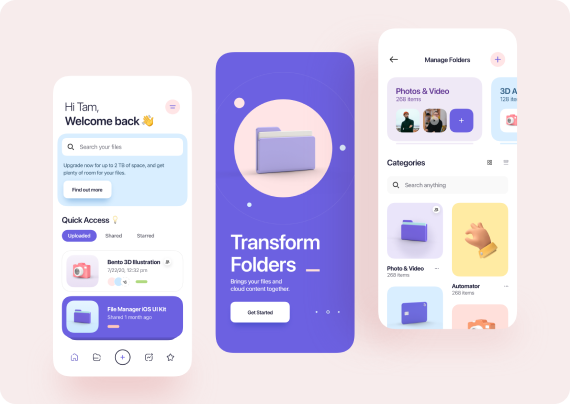 Hi Tam,
Welcome back 👋
Search your files
Upgrade now for up to 2 TB of space, and get
plenty of room for your files.
Find out more
Quick Access
Uploaded
Shared
Starred
Bento 3D Illustration
7/22/20, 12:32 pm
File Manager iOS UI Kit
Shared 1 month ago
Transform
Folders
Brings your files and
cloud content together.
Get Started
Manage Folders
Photos & Video
268 items
3D A
128 ite
Categories
Search anything
Photo & Video
268 items
Automator
268 items